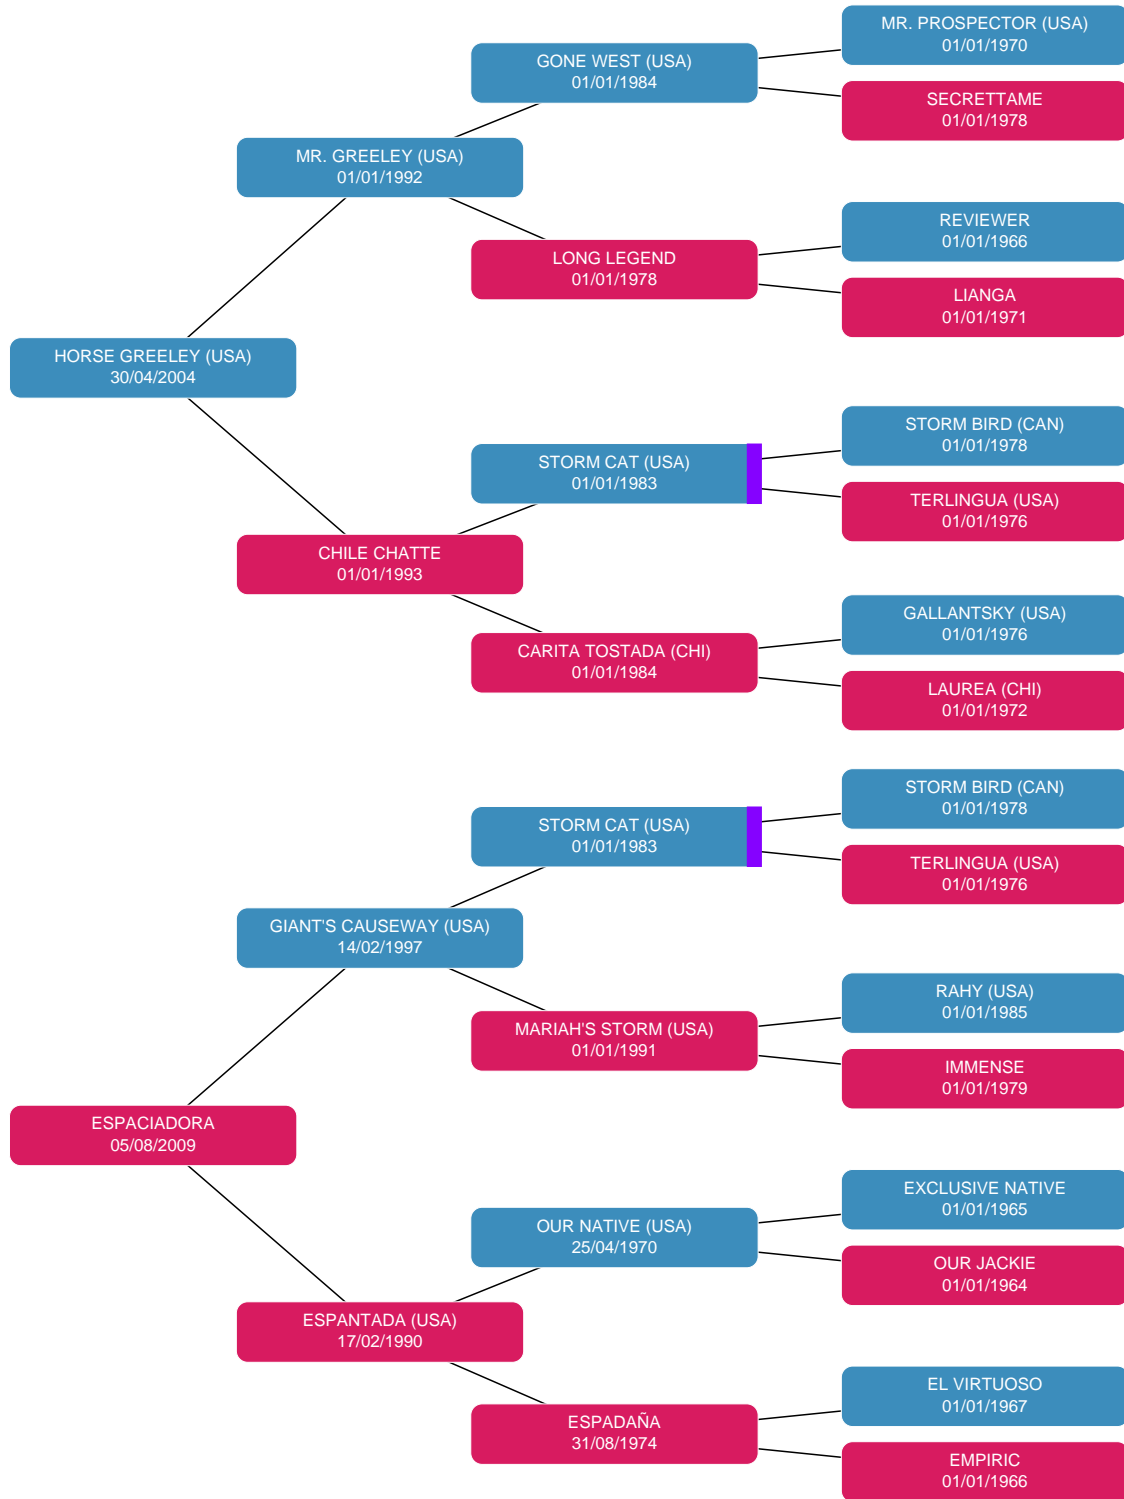 MR. PROSPECTOR (USA)
01/01/1970
GONE WEST (USA)
01/01/1984
SECRETTAME
01/01/1978
MR. GREELEY (USA)
01/01/1992
REVIEWER
01/01/1966
LONG LEGEND
01/01/1978
LIANGA
01/01/1971
HORSE GREELEY (USA)
30/04/2004
STORM BIRD (CAN)
01/01/1978
STORM CAT (USA)
01/01/1983
TERLINGUA (USA)
01/01/1976
CHILE CHATTE
01/01/1993
GALLANTSKY (USA)
01/01/1976
CARITA TOSTADA (CHI)
01/01/1984
LAUREA (CHI)
01/01/1972
STORM BIRD (CAN)
01/01/1978
STORM CAT (USA)
01/01/1983
TERLINGUA (USA)
01/01/1976
GIANT'S CAUSEWAY (USA)
14/02/1997
RAHY (USA)
01/01/1985
MARIAH'S STORM (USA)
01/01/1991
IMMENSE
01/01/1979
ESPACIADORA
05/08/2009
EXCLUSIVE NATIVE
01/01/1965
OUR NATIVE (USA)
25/04/1970
OUR JACKIE
01/01/1964
ESPANTADA (USA)
17/02/1990
EL VIRTUOSO
01/01/1967
ESPADAÑA
31/08/1974
EMPIRIC
01/01/1966